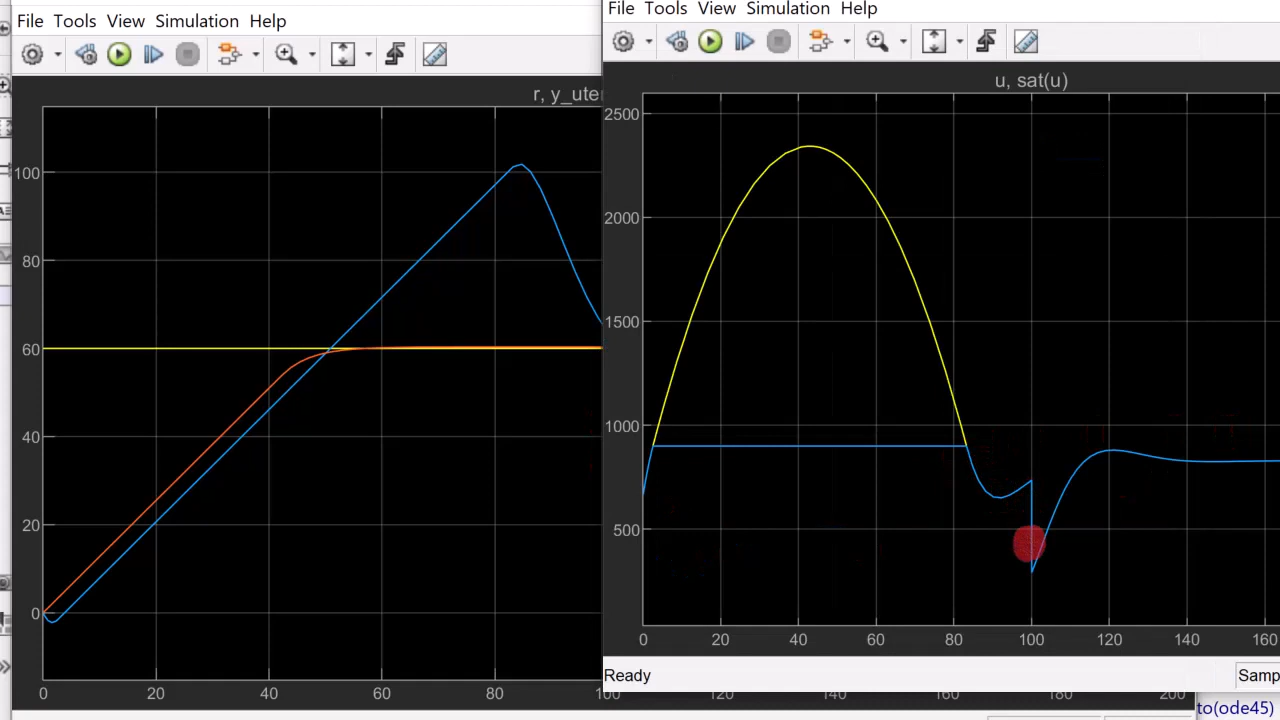 File Tools View Simulation Help
r, y_ute
100
80
60
40
20
0
0 20 40 60 80 100 120 140 160 180 200
File Tools View Simulation Help
u, sat(u)
2500
2000
1500
1000
500
0 20 40 60 80 100 120 140 160
Ready
Samp
to(ode45)